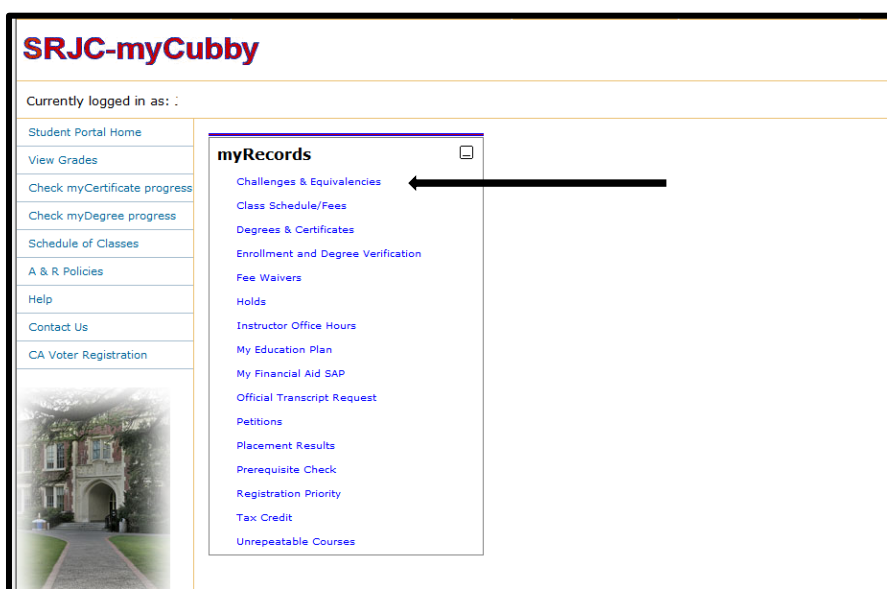 SRJC-myCubby
Currently logged in as: :
Student Portal Home
View Grades
Check myCertificate progress
Check myDegree progress
Schedule of Classes
A & R Policies
Help
Contact Us
CA Voter Registration
myRecords
Challenges & Equivalencies
Class Schedule/Fees
Degrees & Certificates
Enrollment and Degree Verification
Fee Waivers
Holds
Instructor Office Hours
My Education Plan
My Financial Aid SAP
Official Transcript Request
Petitions
Placement Results
Prerequisite Check
Registration Priority
Tax Credit
Unrepeatable Courses